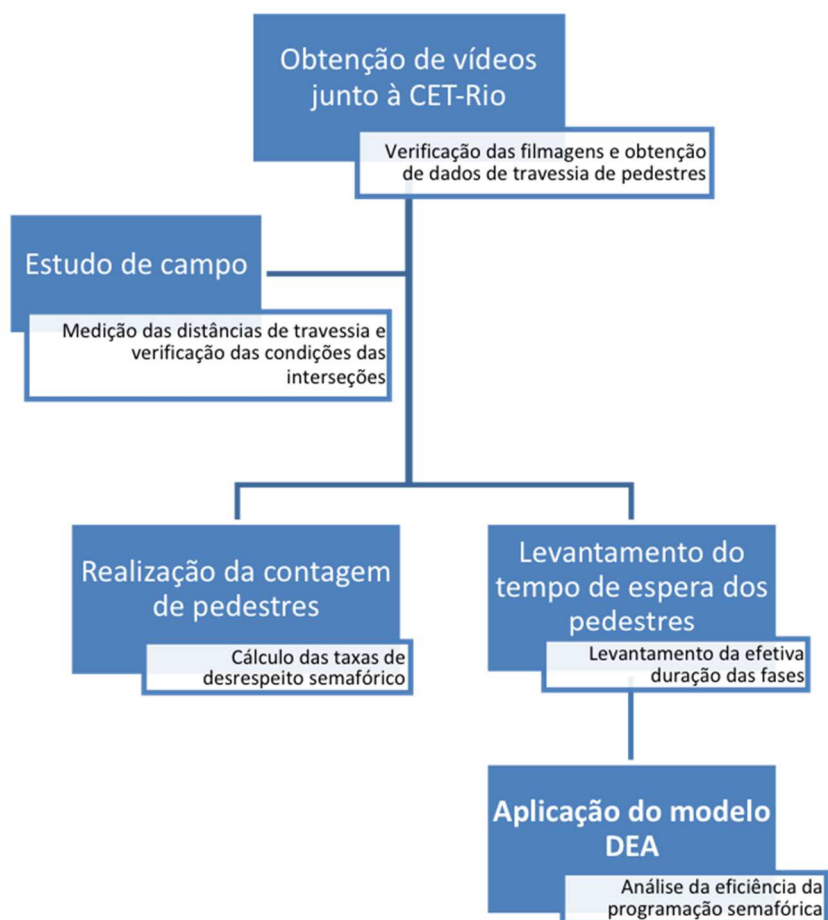 Obtenção de vídeos
junto à CET-Rio
Verificação das filmagens e obtenção
de dados de travessia de pedestres
Estudo de campo
Medição das distâncias de travessia e
verificação das condições das
interseções
Realização da contagem
de pedestres
Cálculo das taxas de
desrespeito semafórico
Levantamento do
tempo de espera dos
pedestres
Levantamento da efetiva
duração das fases
Aplicação do modelo
DEA
Análise da eficiência da
programação semafórica